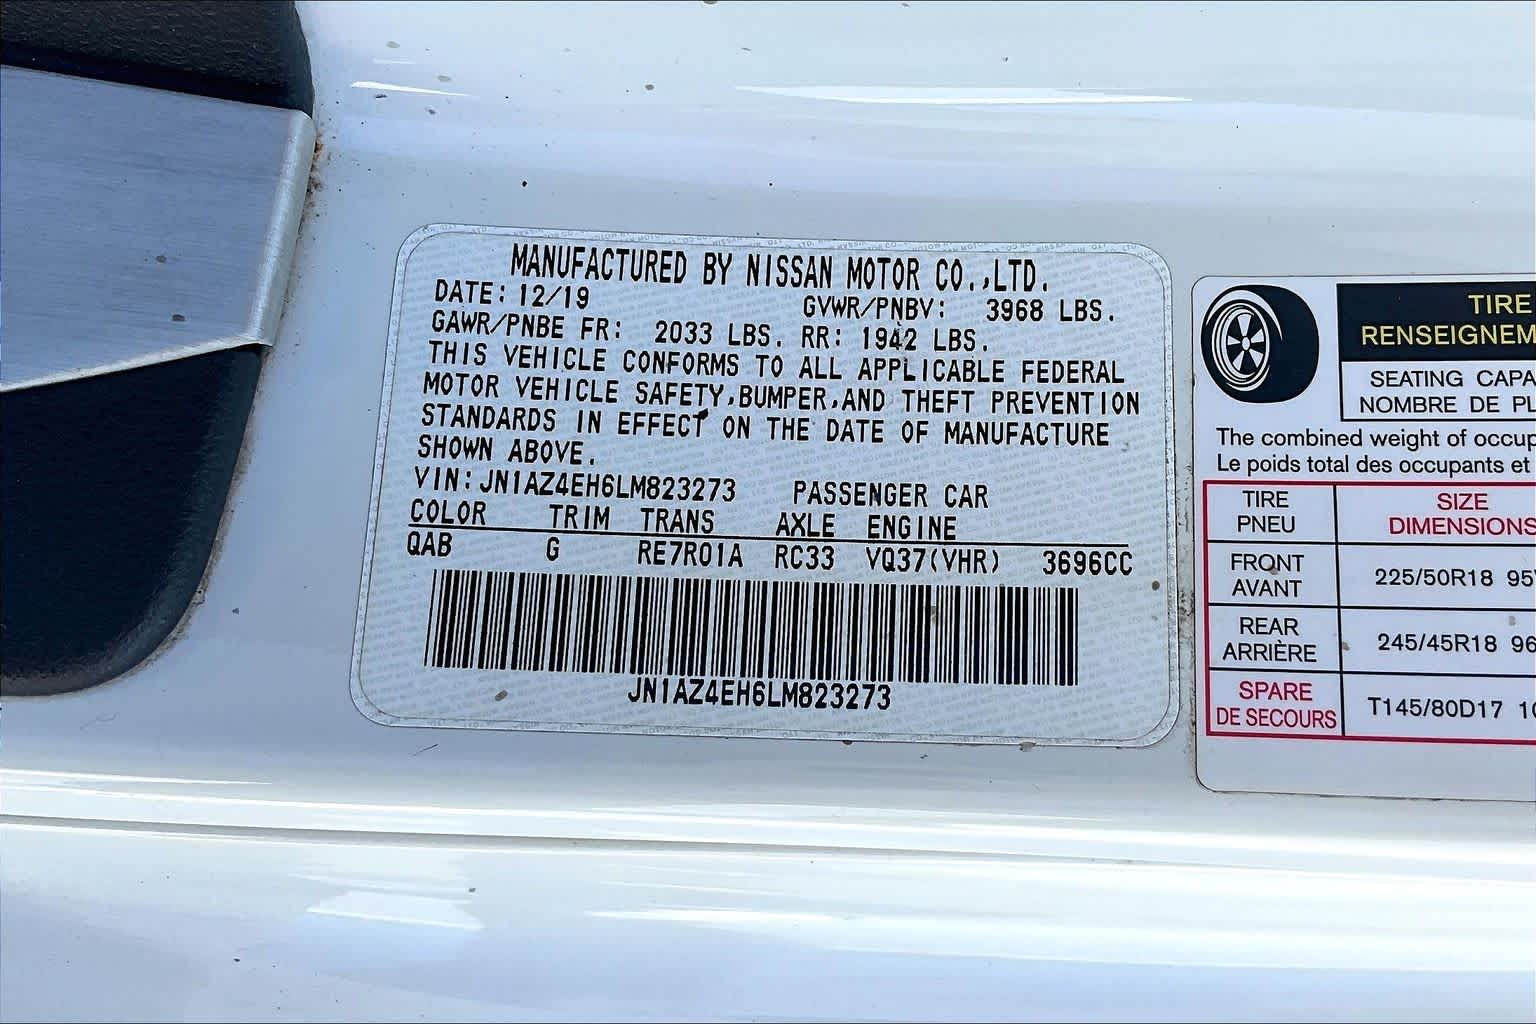 MANUFACTURED BY NISSAN MOTOR CO.,LTD.
DATE: 12/19 GVWR/PNBV: 3968 LBS.
GAWR/PNBE FR: 2033 LBS. RR: 1942 LBS.
THIS VEHICLE CONFORMS TO ALL APPLICABLE FEDERAL
MOTOR VEHICLE SAFETY,BUMPER,AND THEFT PREVENTION
STANDARDS IN EFFECT ON THE DATE OF MANUFACTURE
SHOWN ABOVE.
VIN: JN1AZ4EH6LM823273 PASSENGER CAR
COLOR TRIM TRANS AXLE ENGINE
QAB G RE7R01A RC33 VQ37(VHR) 3696CC
JN1AZ4EH6LM823273
TIRE
RENSEIGNEM
SEATING CAPA
NOMBRE DE PL
The combined weight of occup
Le poids total des occupants et
TIRE SIZE
PNEU DIMENSIONS
FRONT
AVANT 225/50R18 95
REAR
ARRIÈRE 245/45R18 96
SPARE
DE SECOURS T145/80D17 10